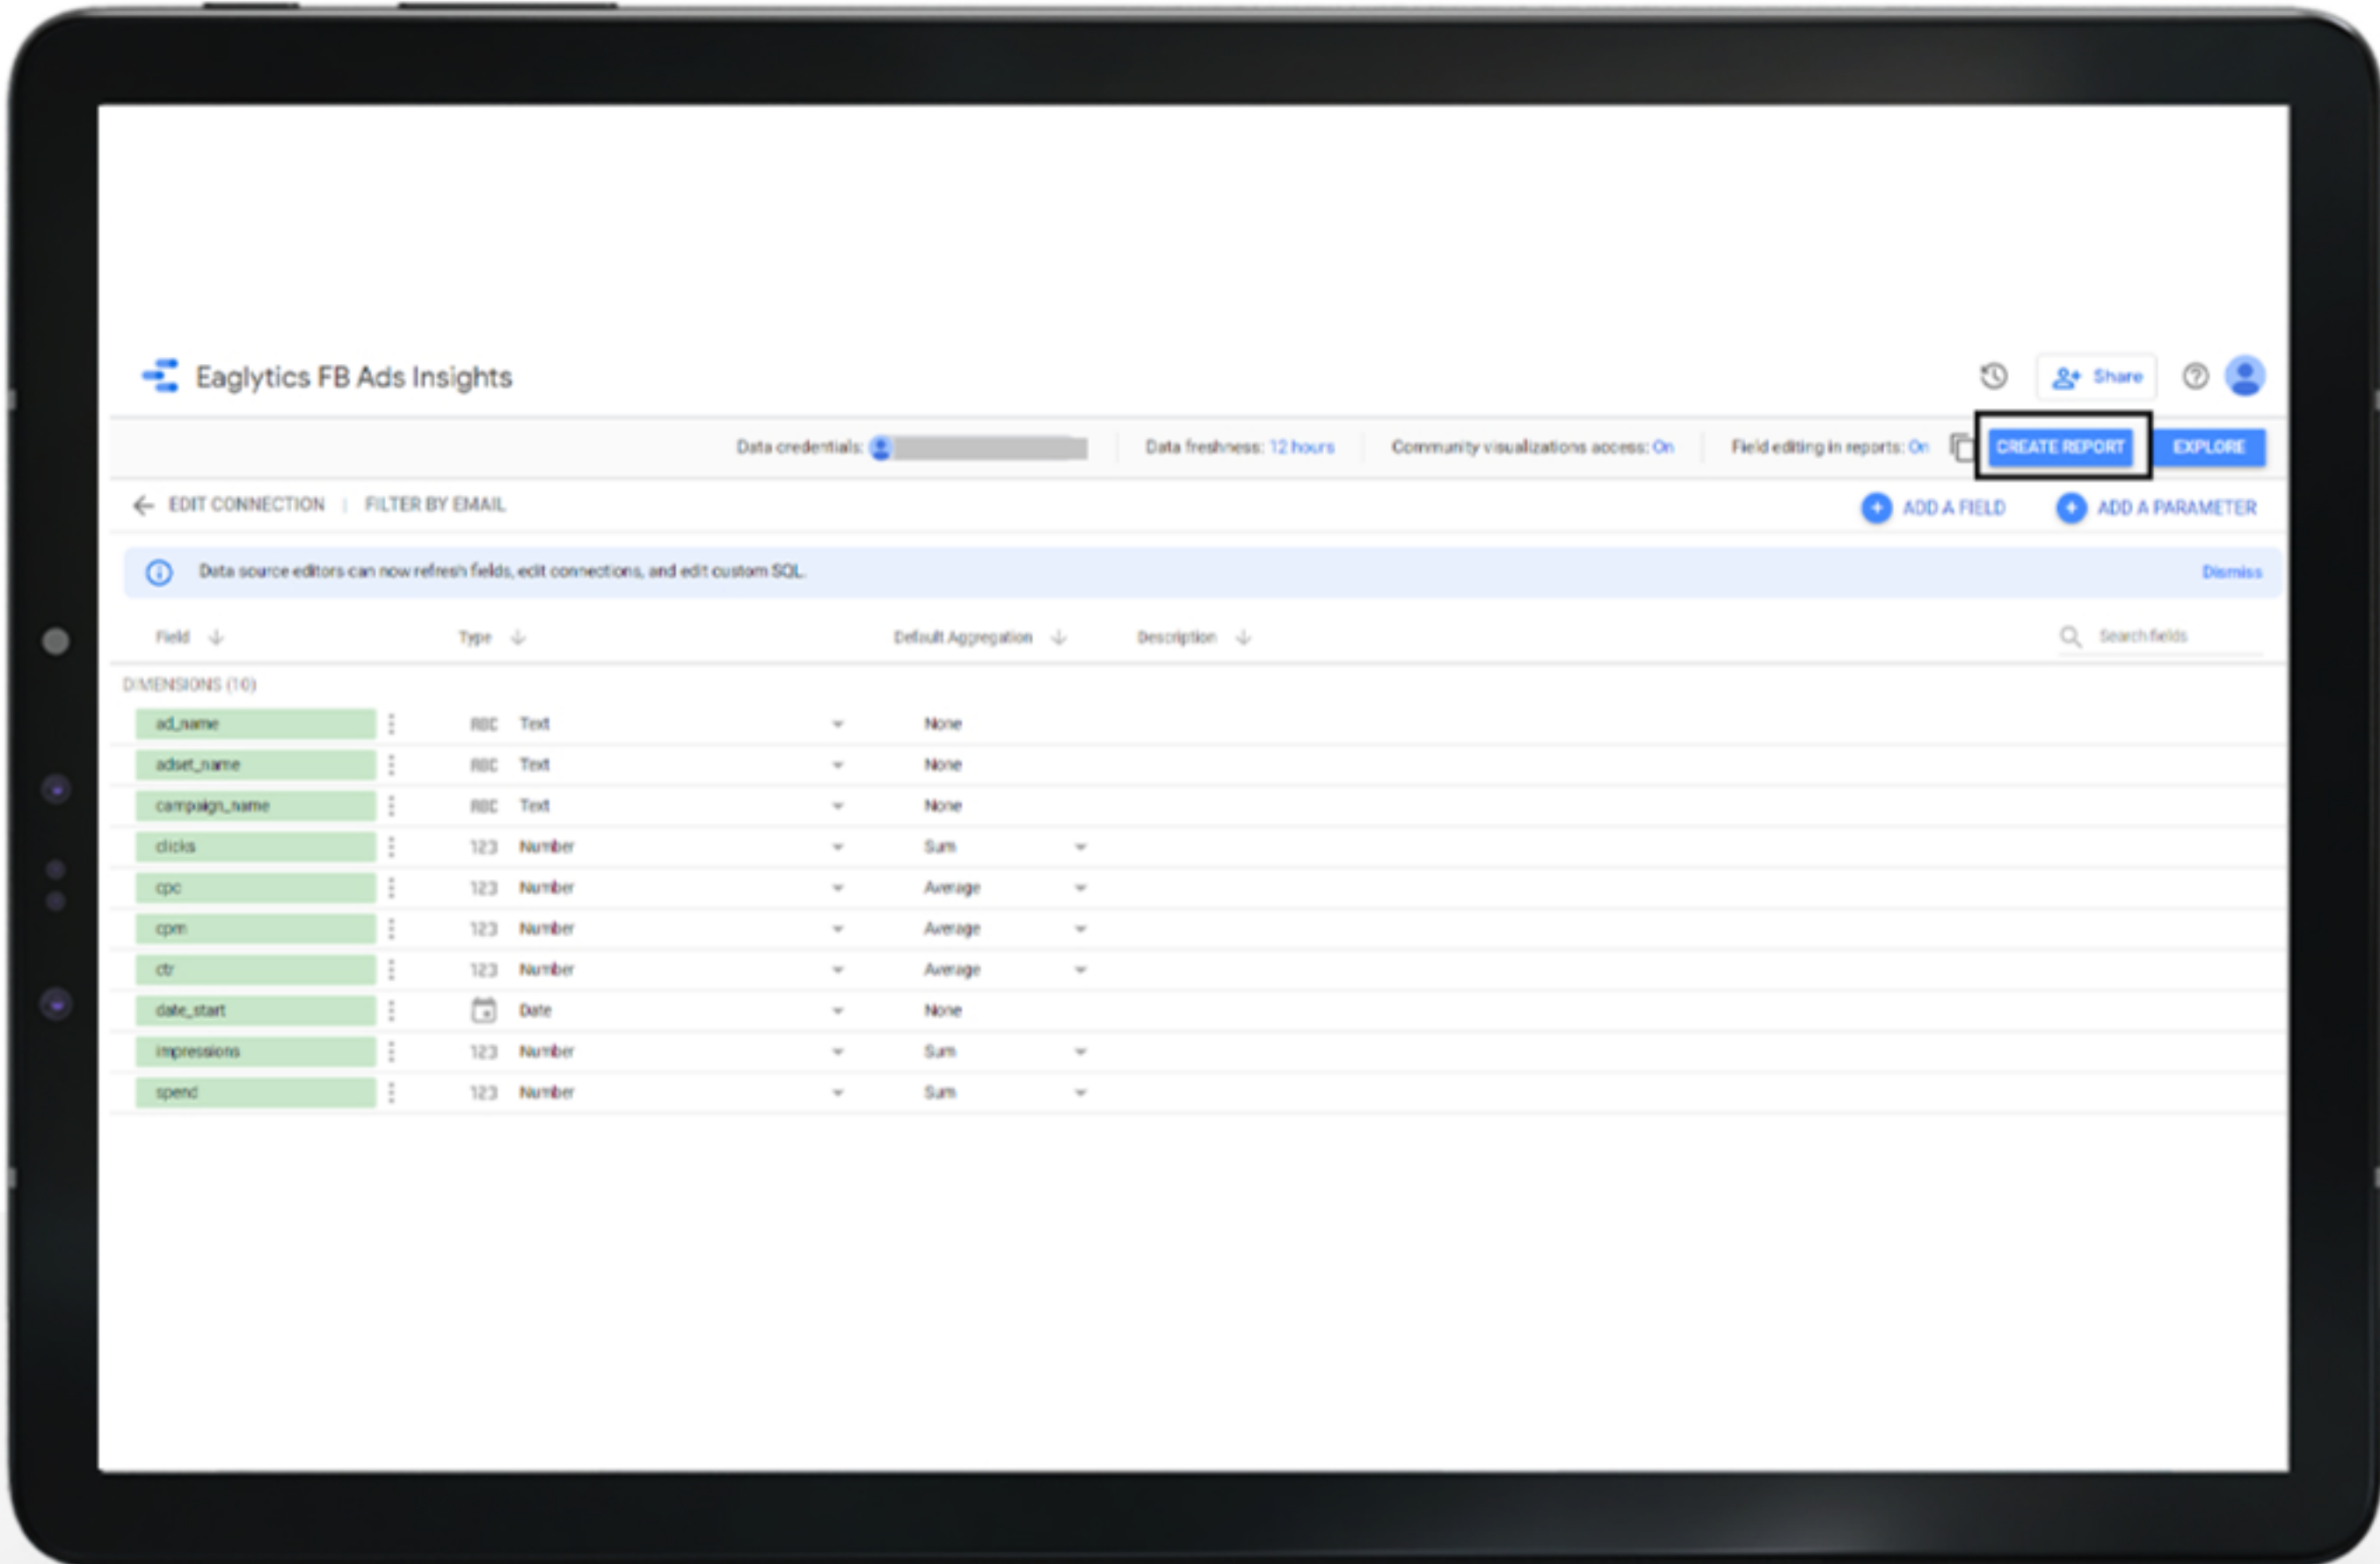 Eaglytics FB Ads Insights
Share
Data credentials:
Data freshness: 12 hours
Community visualizations access: On
Field editing in reports: On
CREATE REPORT
EXPLORE
EDIT CONNECTION | FILTER BY EMAIL
ADD A FIELD
ADD A PARAMETER
Data source editors can now refresh fields, edit connections, and edit custom SQL.
Dismiss
Field
Type
Default Aggregation
Description
Search fields
DIMENSIONS (10)
ad_name ABC Text None
adset_name ABC Text None
campaign_name ABC Text None
clicks 123 Number Sum
cpc 123 Number Average
cpm 123 Number Average
ctr 123 Number Average
date_start Date None
impressions 123 Number Sum
spend 123 Number Sum